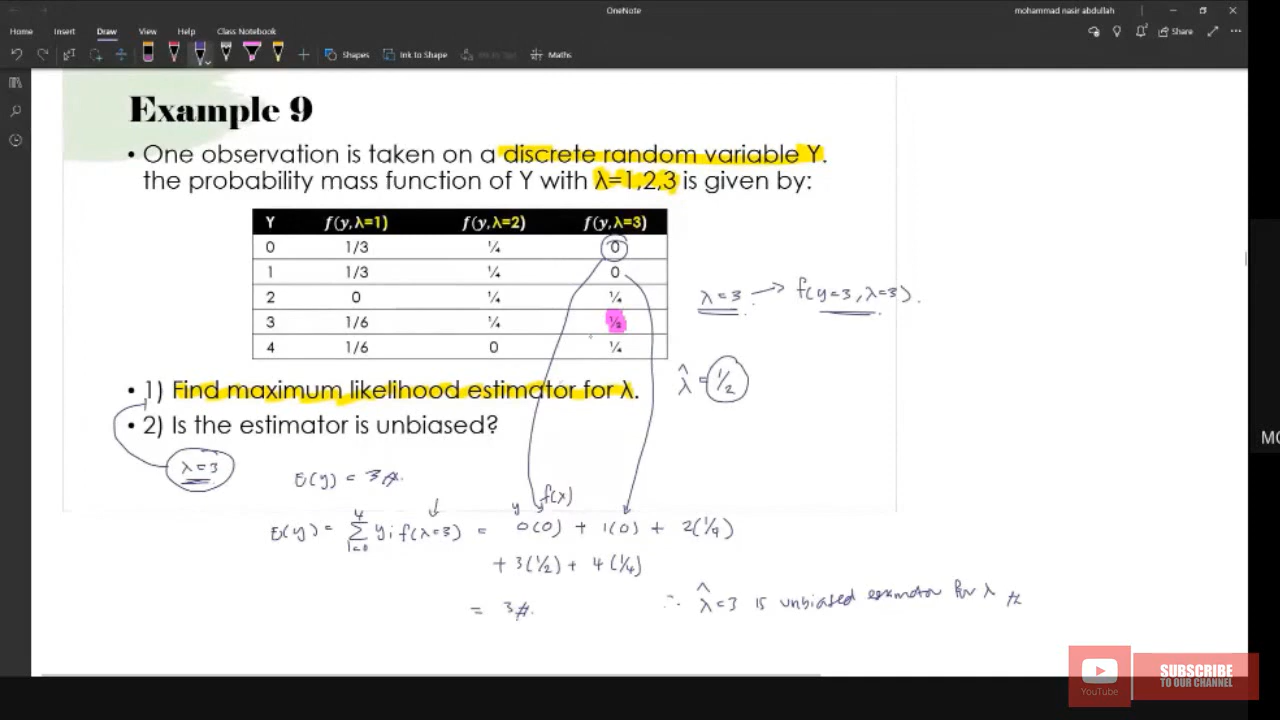 OneNote
mohammad nasir abdullah
Home Insert Draw View Help Class Notebook
Share
Shapes Ink to Shape Maths
Example 9
• One observation is taken on a discrete random variable Y.
the probability mass function of Y with λ=1,2,3 is given by:
Y f(y,λ=1) f(y,λ=2) f(y,λ=3)
0 1/3 ¼ 0
1 1/3 ¼ 0
2 0 ¼ ¼
3 1/6 ¼ ½
4 1/6 0 ¼
λ=3 → f(y=3, λ=3).
λ̂ = 1/2
• 1) Find maximum likelihood estimator for λ.
• 2) Is the estimator is unbiased?
λ=3
E(y) = 3#.
y f(x)
E(y) = 4 Σ i=0 yi f(λ=3) = 0(0) + 1(0) + 2(1/4)
+ 3(1/2) + 4(1/4)
= 3#.
∴ λ̂=3 is unbiased estimator for λ #
MO
YouTube
SUBSCRIBE
TO OUR CHANNEL